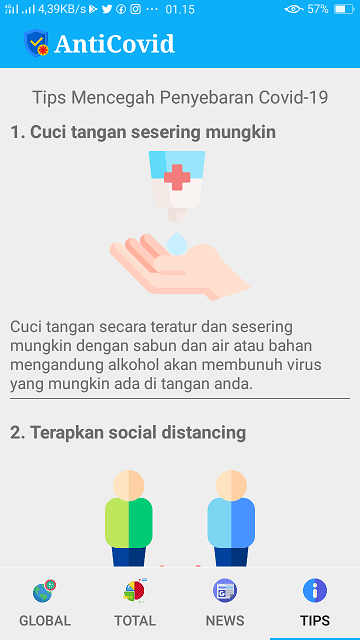 4,39KB/s 01.15 57%
AntiCovid
Tips Mencegah Penyebaran Covid-19
1. Cuci tangan sesering mungkin
Cuci tangan secara teratur dan sesering
mungkin dengan sabun dan air atau bahan
mengandung alkohol akan membunuh virus
yang mungkin ada di tangan anda.
2. Terapkan social distancing
GLOBAL TOTAL NEWS TIPS